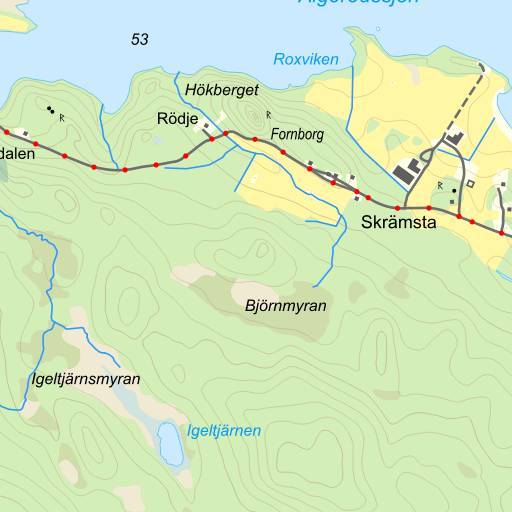 53
Roxviken
Hökberget
Rödje
R
R
Fornborg
dalen
R
Skrämsta
Björnmyran
Igeltjärnsmyran
Igeltjärnen